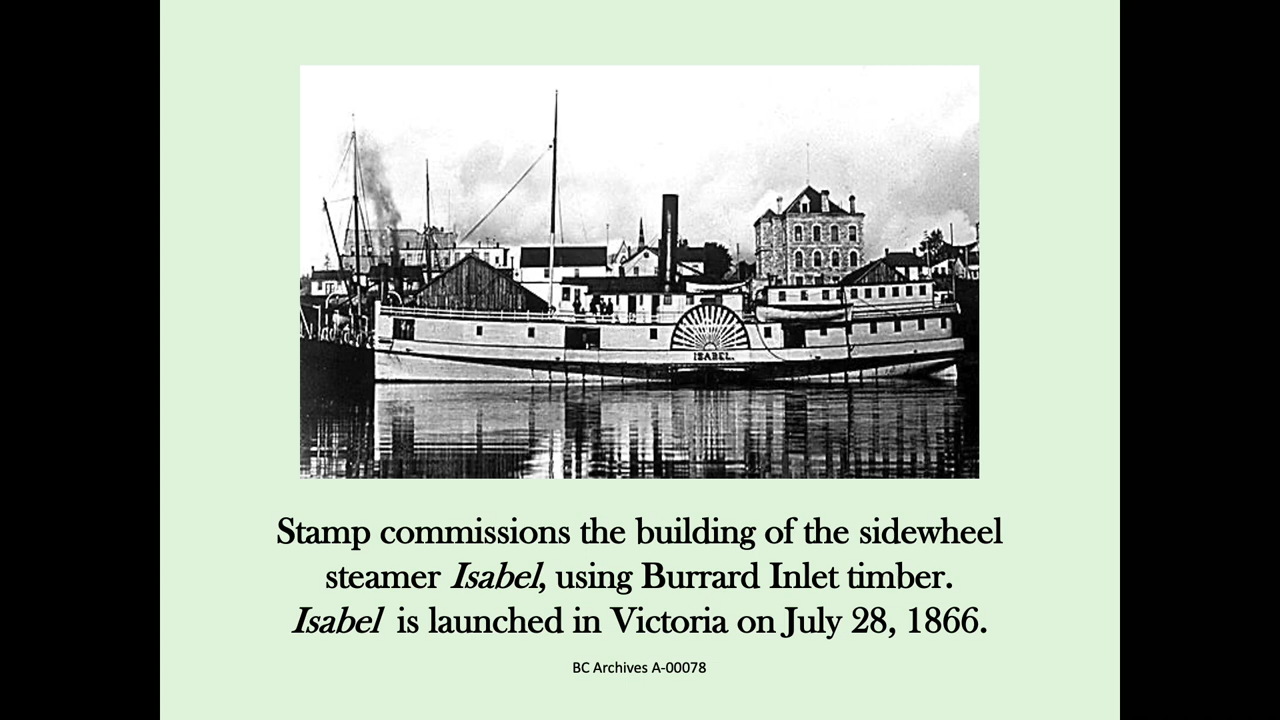 ISABEL.
Stamp commissions the building of the sidewheel
steamer Isabel, using Burrard Inlet timber.
Isabel is launched in Victoria on July 28, 1866.
BC Archives A-00078